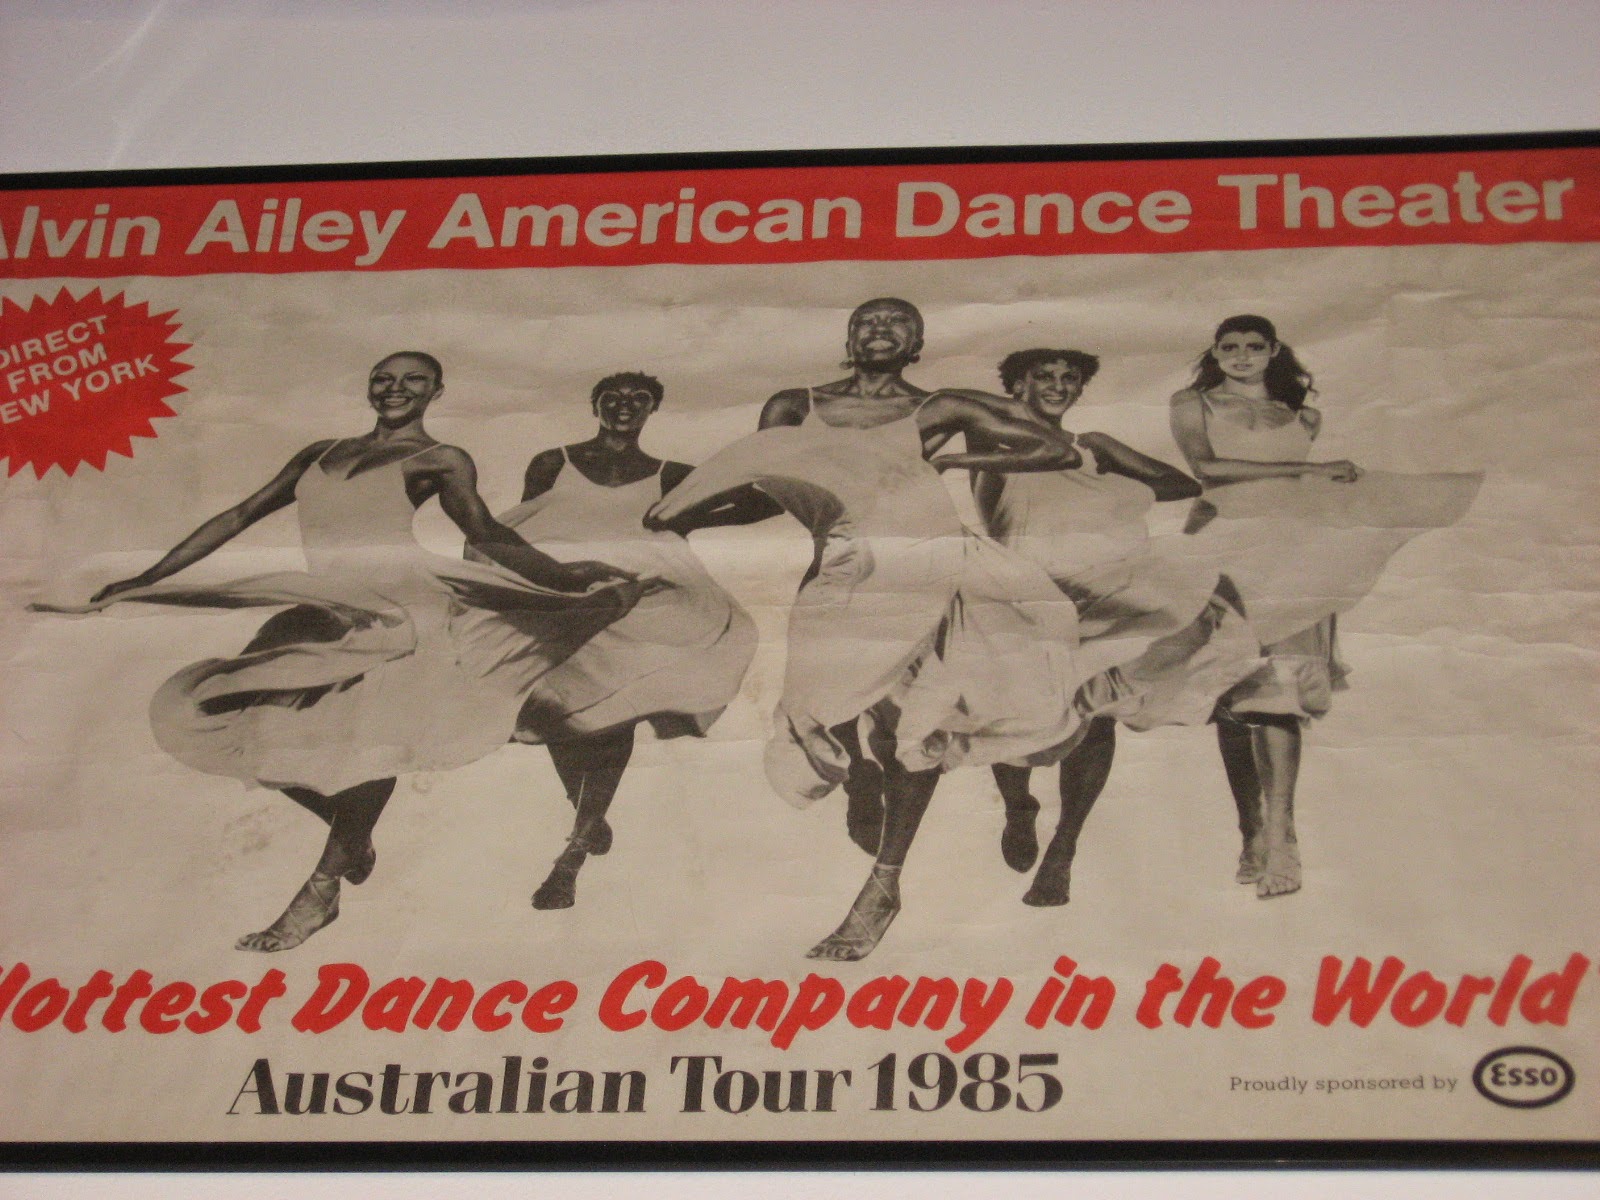 Alvin Ailey American Dance Theater
DIRECT
FROM
NEW YORK
Hottest Dance Company in the World"
Australian Tour 1985
Proudly sponsored by Esso